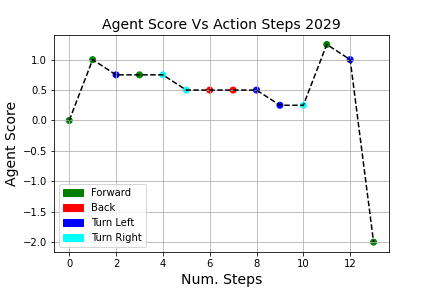 Agent Score Vs Action Steps 2029
Agent Score
1.0
0.5
0.0
−0.5
−1.0
−1.5
−2.0
Forward
Back
Turn Left
Turn Right
0 2 4 6 8 10 12
Num. Steps